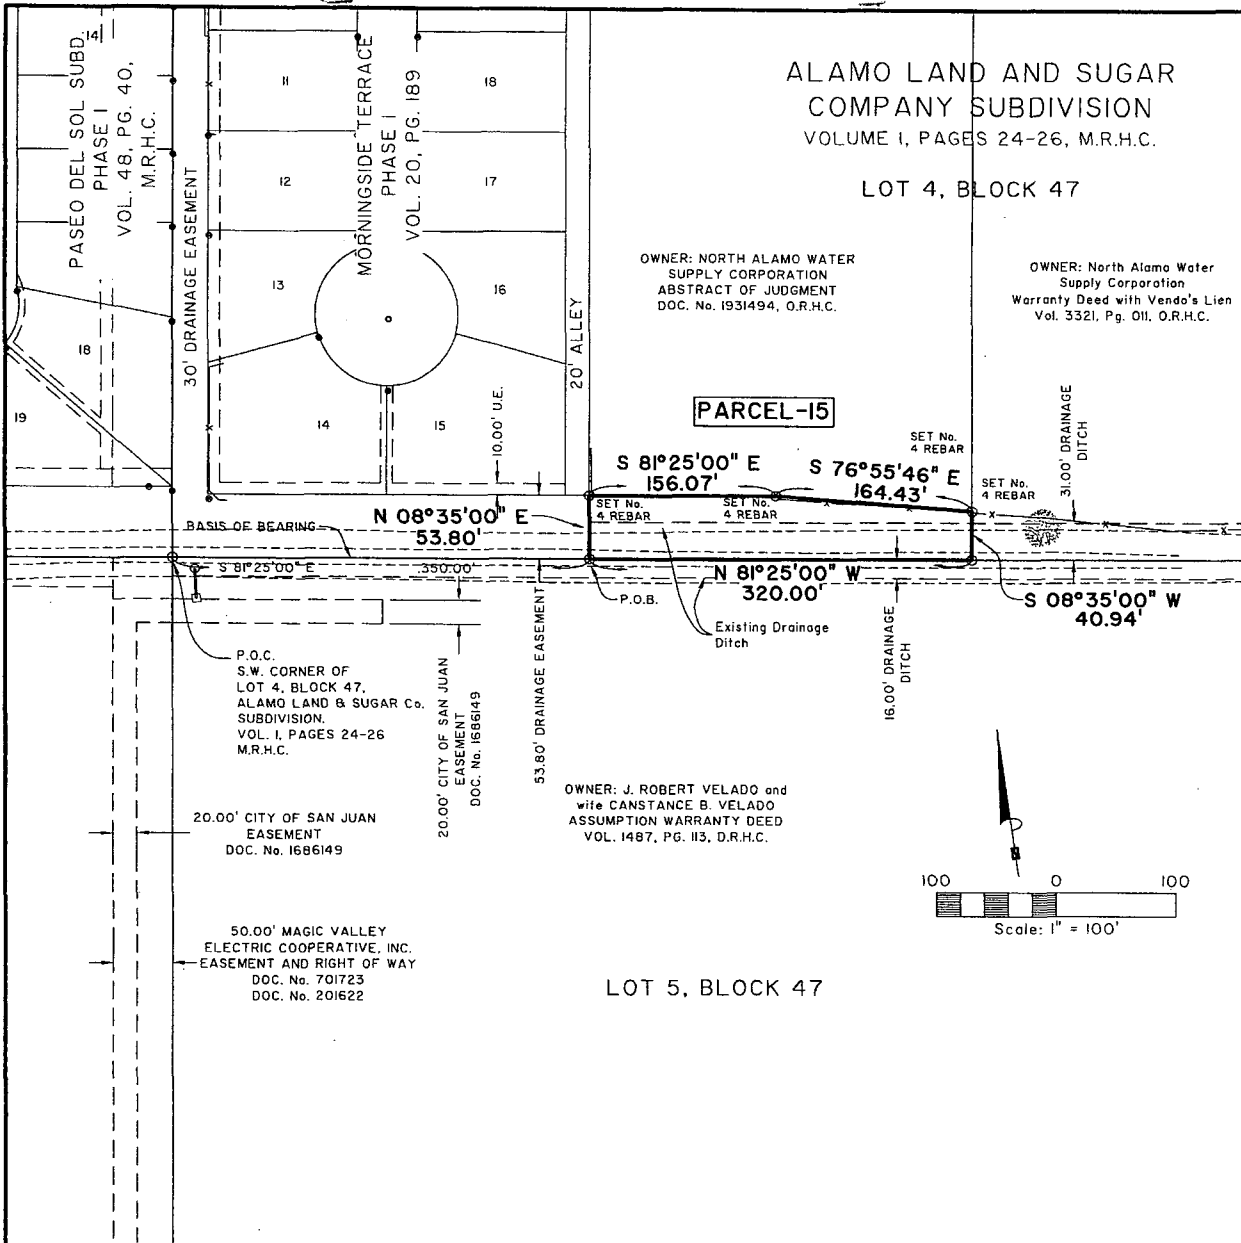 ALAMO LAND AND SUGAR
COMPANY SUBDIVISION
VOLUME 1, PAGES 24-26, M.R.H.C.
LOT 4, BLOCK 47
PASEO DEL SOL SUBD.
PHASE I
VOL. 48, PG. 40,
M.R.H.C.
14
18
19
30' DRAINAGE EASEMENT
MORNINGSIDE TERRACE
PHASE I
VOL. 20, PG. 189
11
18
12
17
13
16
14
15
10.00' U.E.
20' ALLEY
OWNER: NORTH ALAMO WATER
SUPPLY CORPORATION
ABSTRACT OF JUDGMENT
DOC. No. 1931494, O.R.H.C.
OWNER: North Alamo Water
Supply Corporation
Warranty Deed with Vendo's Lien
Vol. 3321, Pg. 011, O.R.H.C.
PARCEL-15
S 81°25'00" E
156.07'
S 76°55'46" E
164.43'
SET No.
4 REBAR
SET No.
4 REBAR
SET No.
4 REBAR
SET No.
4 REBAR
31.00' DRAINAGE
DITCH
N 08°35'00" E
53.80'
BASIS OF BEARING
S 81°25'00" E
350.00'
N 81°25'00" W
320.00'
S 08°35'00" W
40.94'
P.O.B.
Existing Drainage
Ditch
16.00' DRAINAGE
DITCH
53.80' DRAINAGE EASEMENT
20.00' CITY OF SAN JUAN
EASEMENT
DOC. No. 1686149
P.O.C.
S.W. CORNER OF
LOT 4, BLOCK 47,
ALAMO LAND & SUGAR Co.
SUBDIVISION.
VOL. 1, PAGES 24-26
M.R.H.C.
20.00' CITY OF SAN JUAN
EASEMENT
DOC. No. 1686149
OWNER: J. ROBERT VELADO and
wife CANSTANCE B. VELADO
ASSUMPTION WARRANTY DEED
VOL. 1487, PG. 113, D.R.H.C.
50.00' MAGIC VALLEY
ELECTRIC COOPERATIVE, INC.
EASEMENT AND RIGHT OF WAY
DOC. No. 701723
DOC. No. 201622
100 0 100
Scale: 1" = 100'
LOT 5, BLOCK 47